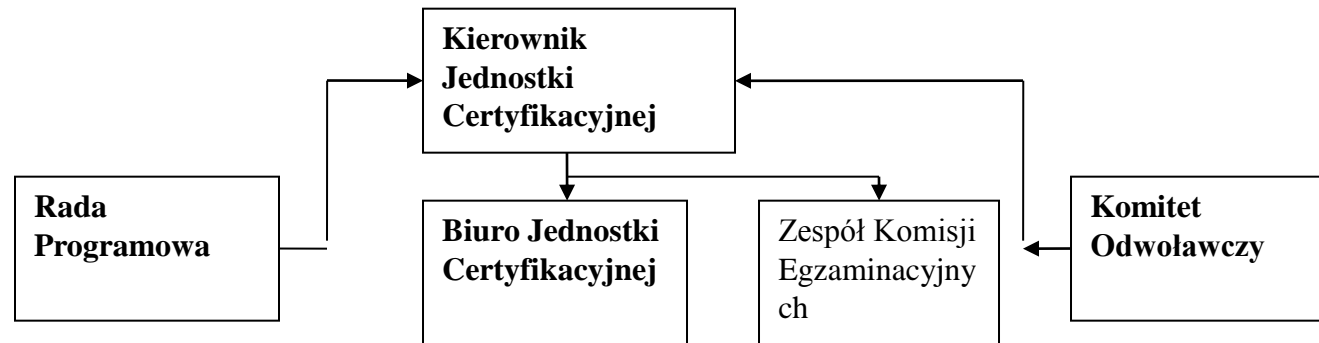 Kierownik
Jednostki
Certyfikacyjnej
Rada
Programowa
Biuro Jednostki
Certyfikacyjnej
Zespół Komisji
Egzaminacyjny
ch
Komitet
Odwoławczy